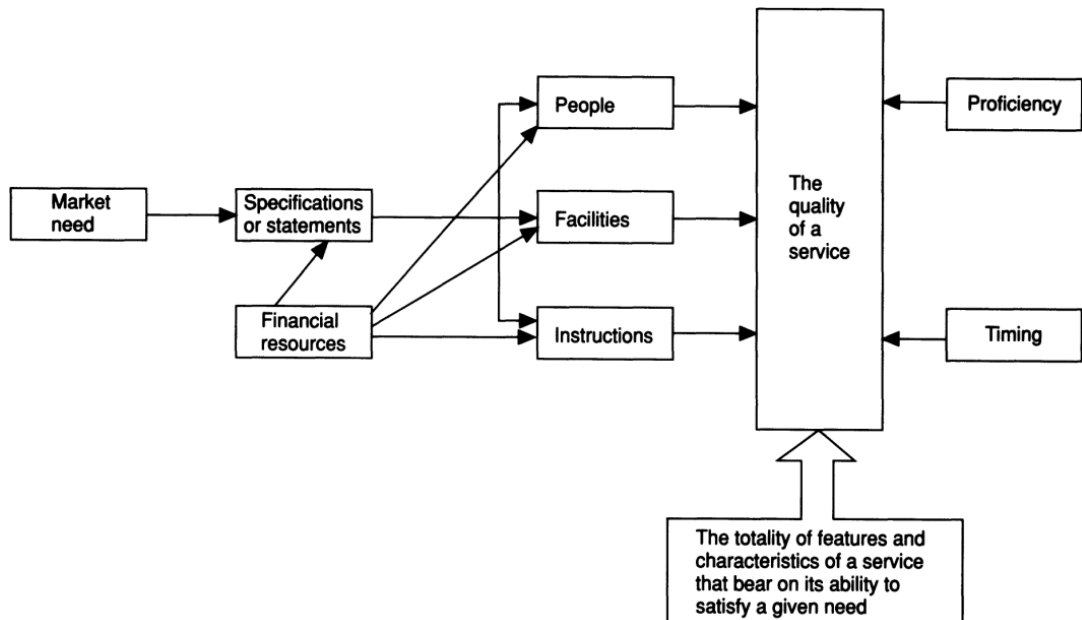 People
Proficiency
The
quality
of a
service
Market
need
Specifications
or statements
Facilities
Financial
resources
Instructions
Timing
The totality of features and
characteristics of a service
that bear on its ability to
satisfy a given need